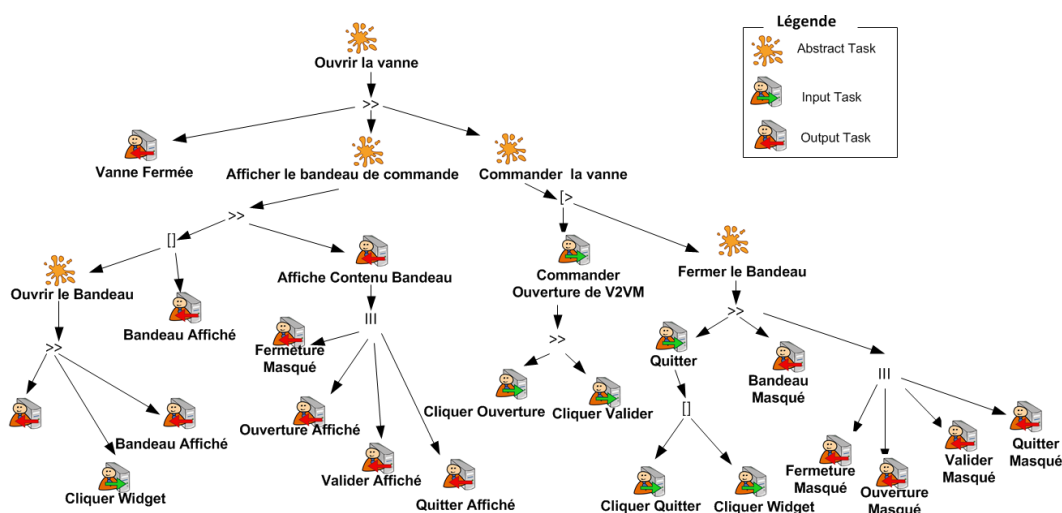 Légende
Abstract Task
Input Task
Output Task
Ouvrir la vanne
>>
Vanne Fermée
Afficher le bandeau de commande
Commander la vanne
[>
>>
[]
Ouvrir le Bandeau
Bandeau Affiché
Affiche Contenu Bandeau
Commander
Ouverture de V2VM
Fermer le Bandeau
>>
III
>>
>>
Fermeture
Masqué
Quitter
Bandeau
Masqué
III
Bandeau Affiché
Cliquer Widget
Ouverture Affiché
Valider Affiché
Quitter Affiché
Cliquer Ouverture
Cliquer Valider
[]
Cliquer Quitter
Cliquer Widget
Fermeture
Masqué
Ouverture
Masqué
Valider
Masqué
Quitter
Masqué